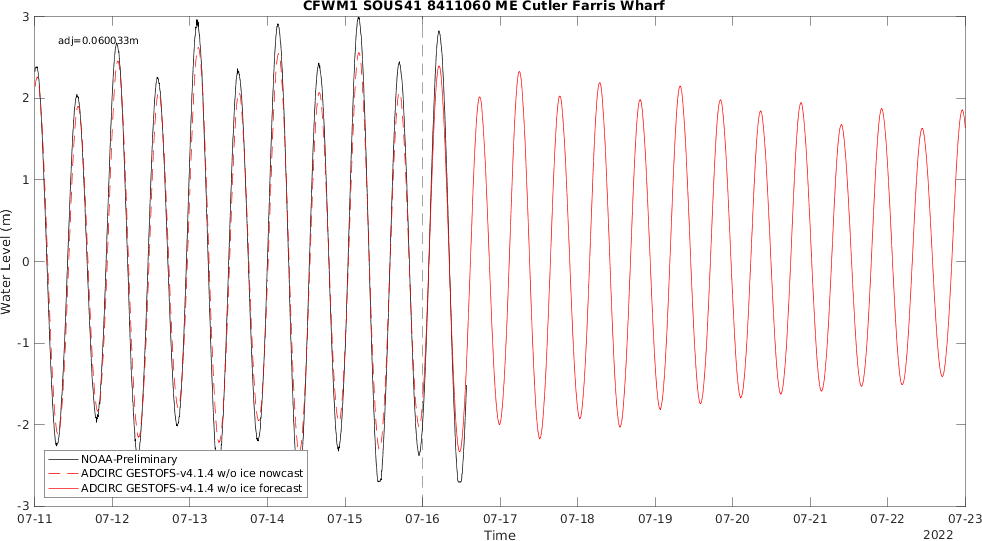 CFWM1 SOUS41 8411060 ME Cutler Farris Wharf
adj=0.060033m
3
2
1
0
-1
-2
-3
Water Level (m)
NOAA-Preliminary
ADCIRC GESTOFS-v4.1.4 w/o ice nowcast
ADCIRC GESTOFS-v4.1.4 w/o ice forecast
07-11 07-12 07-13 07-14 07-15 07-16 07-17 07-18 07-19 07-20 07-21 07-22 07-23
Time
2022